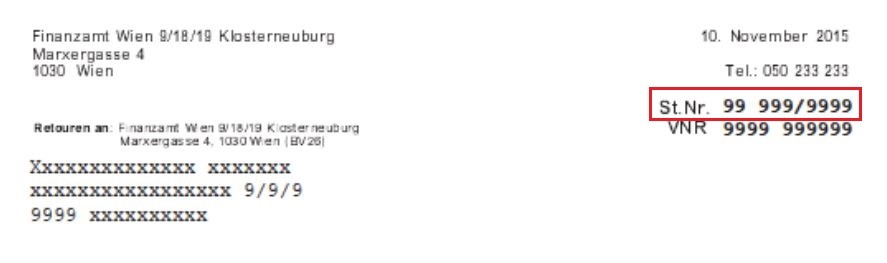 Finanzamt Wien 9/18/19 Klosterneuburg
Marxergasse 4
1030 Wien
10. November 2015
Tel.: 050 233 233
St.Nr. 99 999/9999
VNR 9999 999999
Retouren an: Finanzamt Wien 9/18/19 Klosterneuburg
Marxergasse 4, 1030 Wien (BV26)
Xxxxxxxxxxxxxx xxxxxxx
xxxxxxxxxxxxxxxxx 9/9/9
9999 xxxxxxxxxx